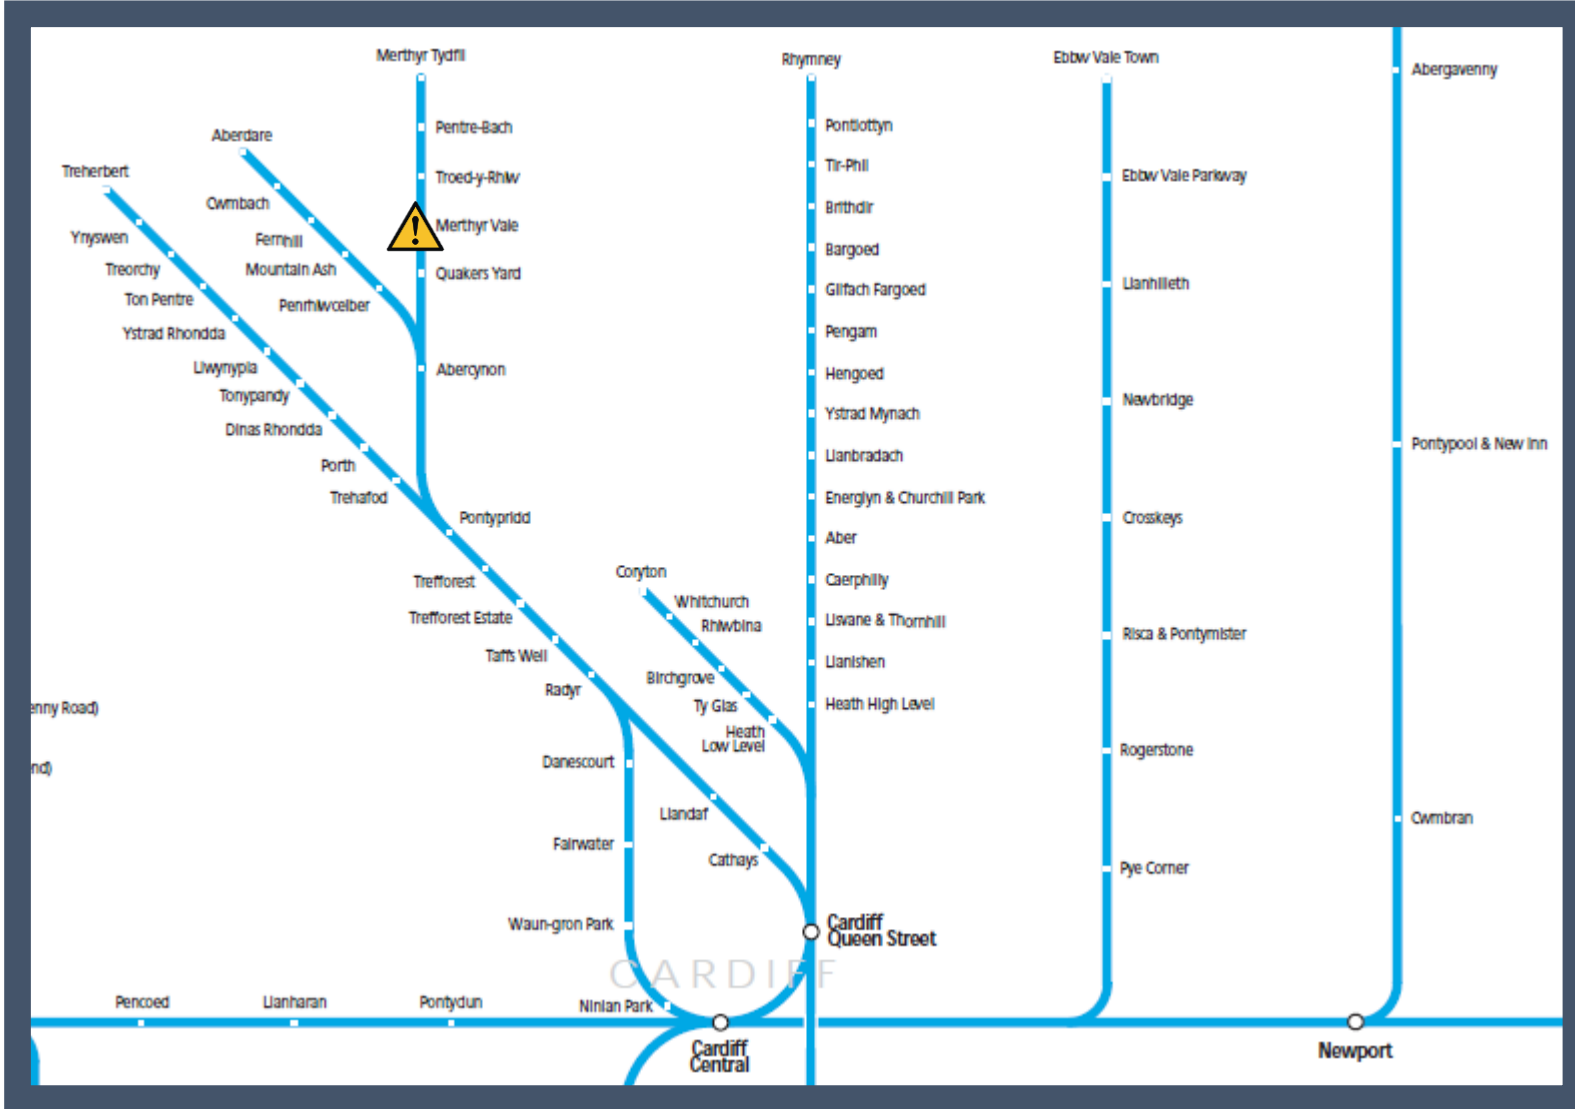 Merthyr Tydfil
Rhymney
Ebbw Vale Town
Abergavenny
Pentre-Bach
Pontlottyn
Aberdare
Tir-Phil
Treherbert
Troed-y-Rhiw
Ebbw Vale Parkway
Cwmbach
Brithdir
Merthyr Vale
Ynyswen
Fernhill
Bargoed
Treorchy
Mountain Ash
Quakers Yard
Llanhilleth
Gilfach Fargoed
Ton Pentre
Penrhiwceiber
Ystrad Rhondda
Pengam
Llwynypia
Abercynon
Hengoed
Tonypandy
Newbridge
Ystrad Mynach
Dinas Rhondda
Pontypool & New Inn
Llanbradach
Porth
Trehafod
Energlyn & Churchill Park
Pontypridd
Crosskeys
Aber
Coryton
Trefforest
Caerphilly
Whitchurch
Trefforest Estate
Rhiwbina
Lisvane & Thornhill
Risca & Pontymister
Taffs Well
Llanishen
Birchgrove
Radyr
Ty Glas
Heath High Level
enny Road)
Heath
Low Level
Rogerstone
Danescourt
nd)
Llandaf
Cwmbran
Fairwater
Cathays
Pye Corner
Waun-gron Park
Cardiff
Queen Street
CARDIFF
Pencoed
Llanharan
Pontyclun
Ninian Park
Cardiff
Central
Newport